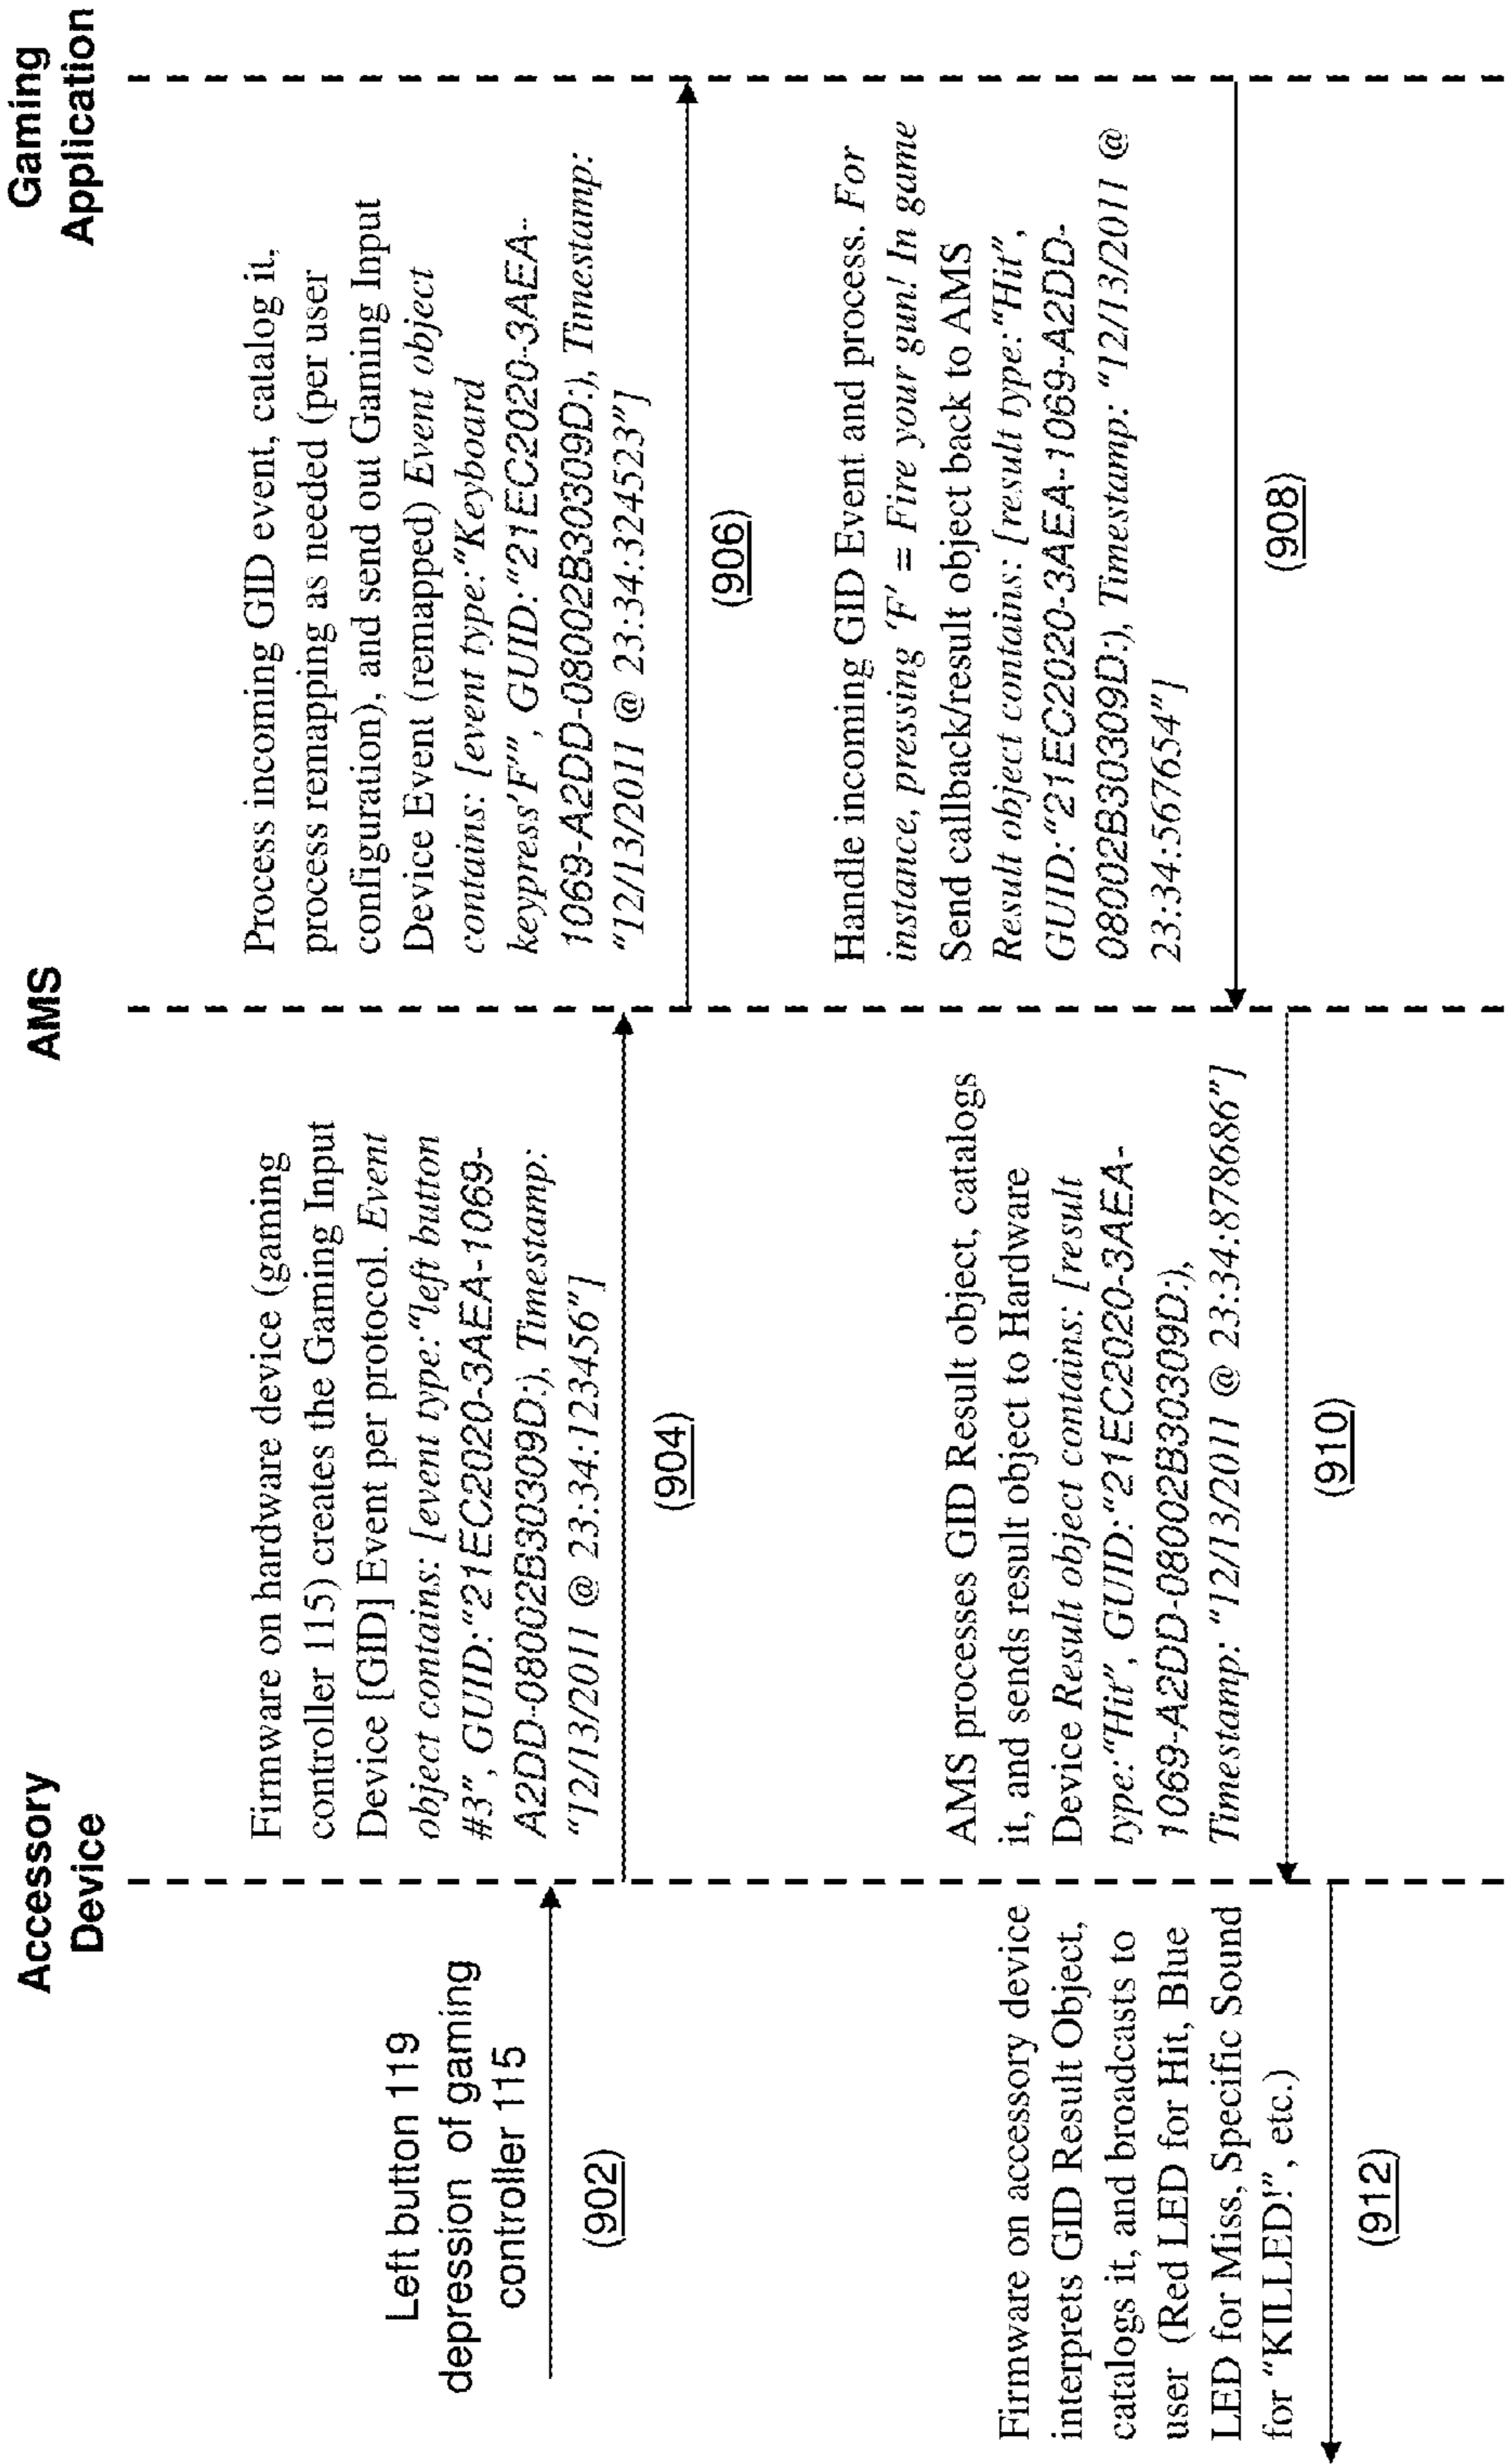 Accessory
Device
AMS
Gaming
Application
Left button 119
depression of gaming
controller 115
(902)
Firmware on hardware device (gaming
controller 115) creates the Gaming Input
Device [GID] Event per protocol. Event
object contains: [event type:"left button
#3", GUID:"21EC2020-3AEA-1069-
A2DD-08002B30309D:), Timestamp:
"12/13/2011 @ 23:34:123456"]
(904)
Process incoming GID event, catalog it,
process remapping as needed (per user
configuration), and send out Gaming Input
Device Event (remapped) Event object
contains: [event type:"Keyboard
keypress'F'", GUID:"21EC2020-3AEA-
1069-A2DD-08002B30309D:), Timestamp:
"12/13/2011 @ 23:34:324523"]
(906)
Handle incoming GID Event and process. For
instance, pressing 'F' = Fire your gun! In game
Send callback/result object back to AMS
Result object contains: [result type:"Hit",
GUID:"21EC2020-3AEA-1069-A2DD-
08002B30309D:), Timestamp: "12/13/2011 @
23:34:567654"]
(908)
AMS processes GID Result object, catalogs
it, and sends result object to Hardware
Device Result object contains: [result
type:"Hit", GUID:"21EC2020-3AEA-
1069-A2DD-08002B30309D:),
Timestamp: "12/13/2011 @ 23:34:878686"]
(910)
Firmware on accessory device
interprets GID Result Object,
catalogs it, and broadcasts to
user (Red LED for Hit, Blue
LED for Miss, Specific Sound
for "KILLED!", etc.)
(912)